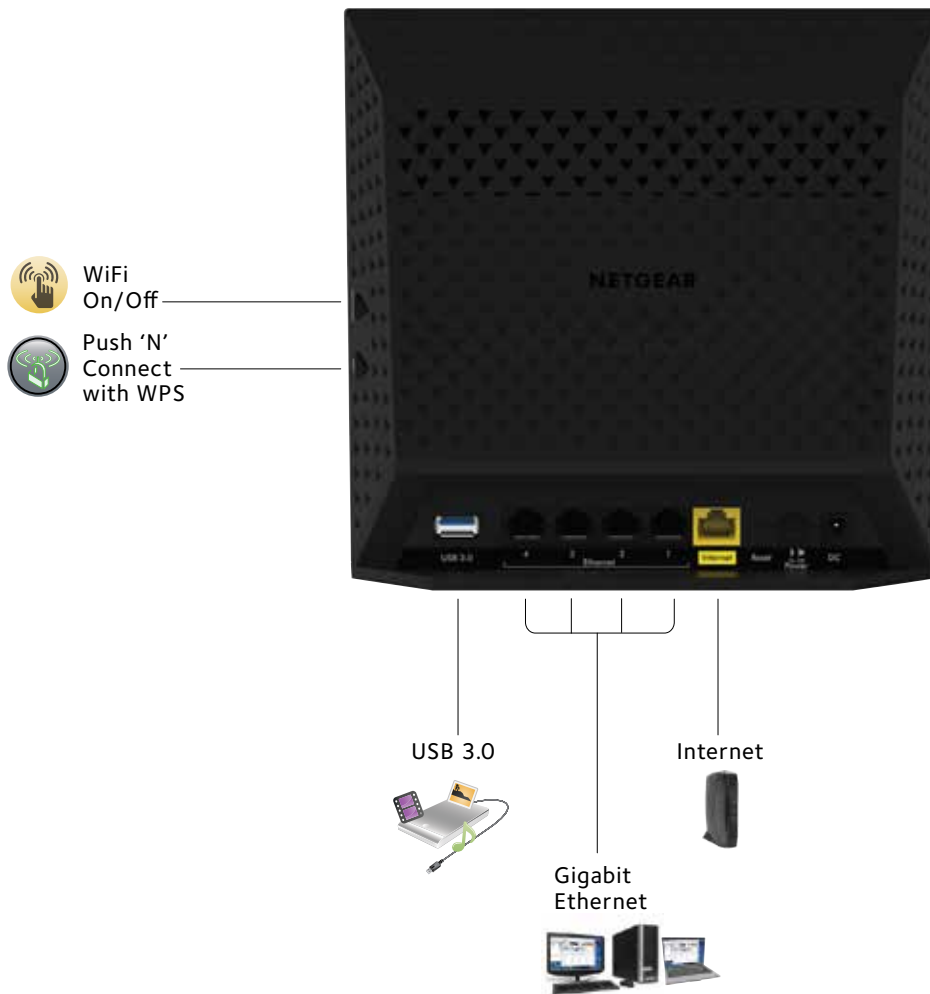 NETGEAR
WiFi
On/Off
Push ‘N’
Connect
with WPS
USB 3.0
4 3 2 1
Ethernet
Internet
Reset
Power
DC
USB 3.0
Internet
Gigabit
Ethernet